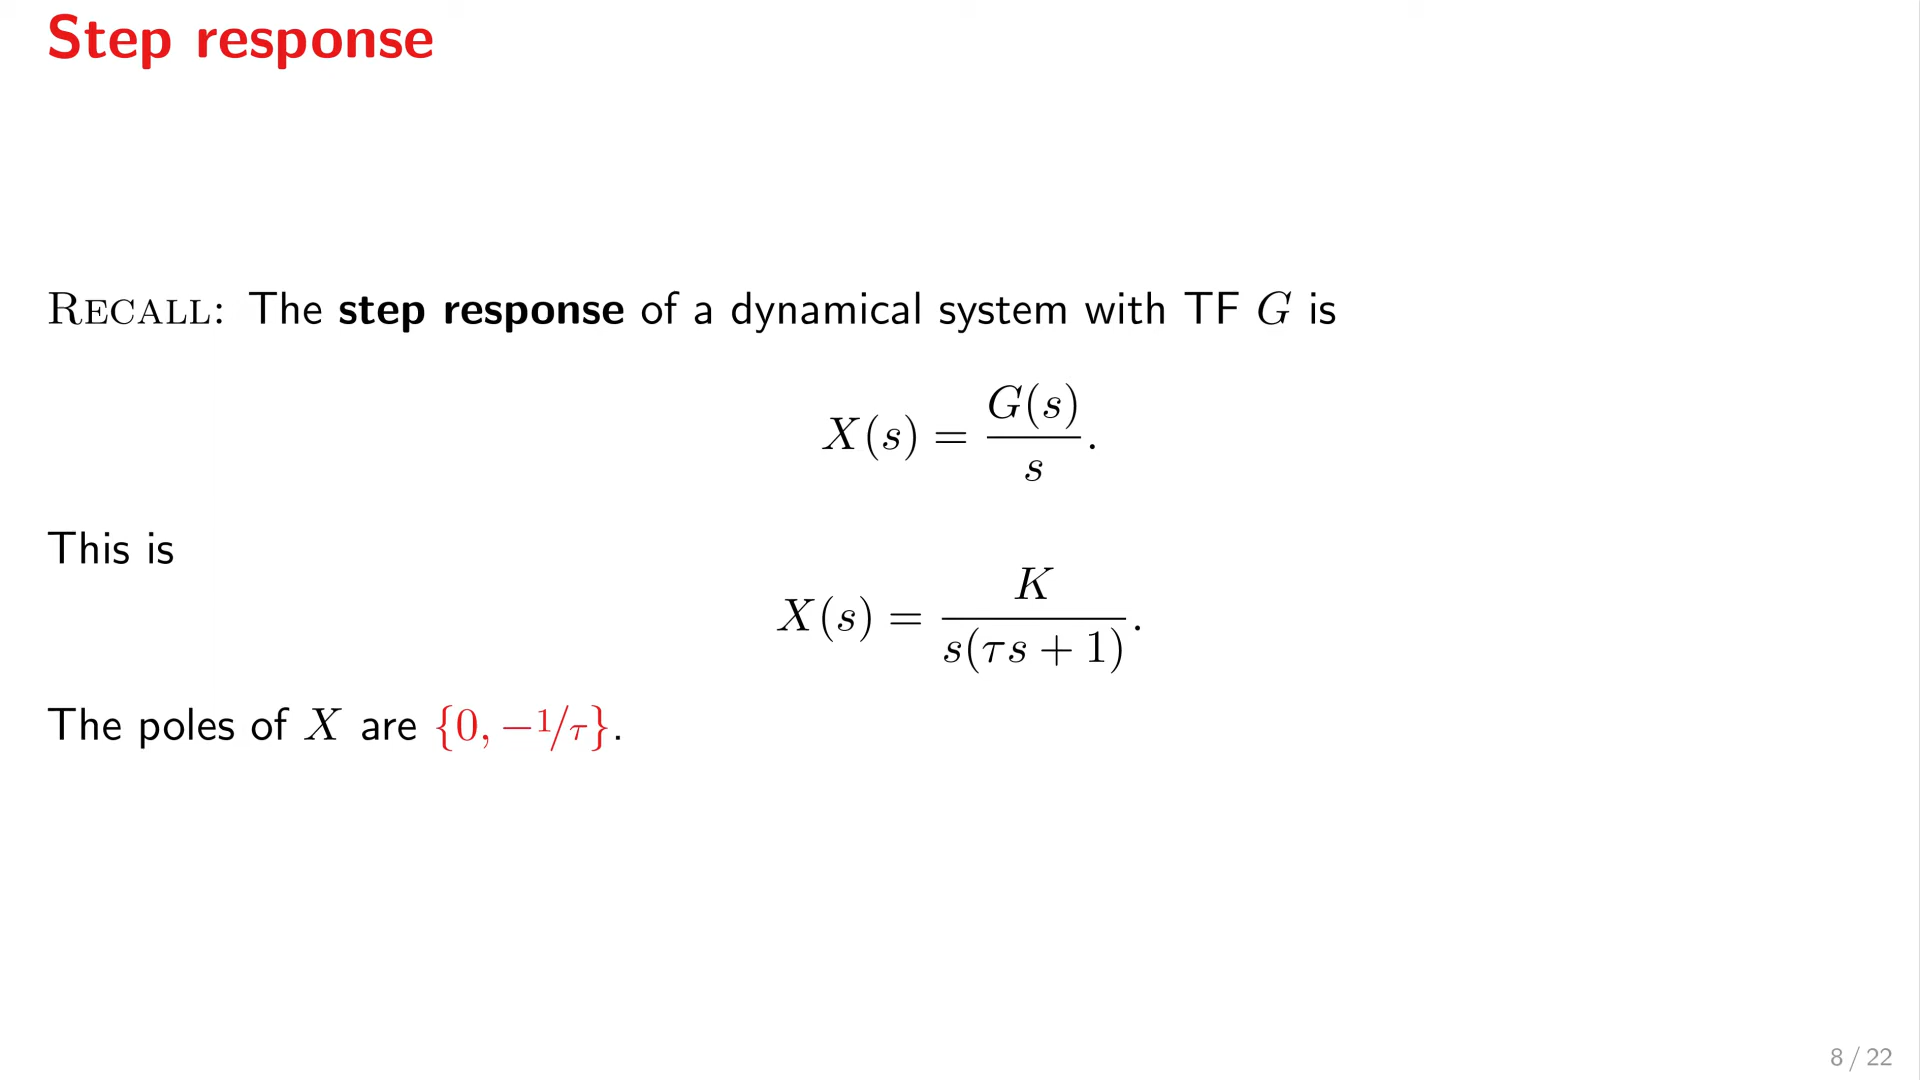 Step response
RECALL: The step response of a dynamical system with TF G is
X(s) = G(s)/s.
This is
X(s) = K/(s(τs + 1)).
The poles of X are {0, −1/τ}.
8 / 22